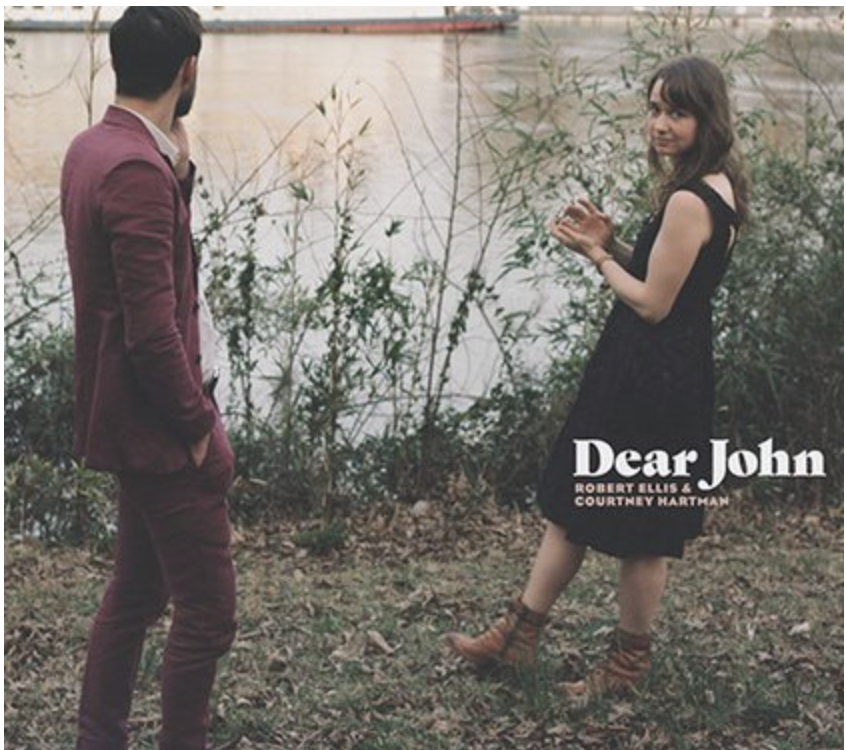 Dear John
ROBERT ELLIS &
COURTNEY HARTMAN